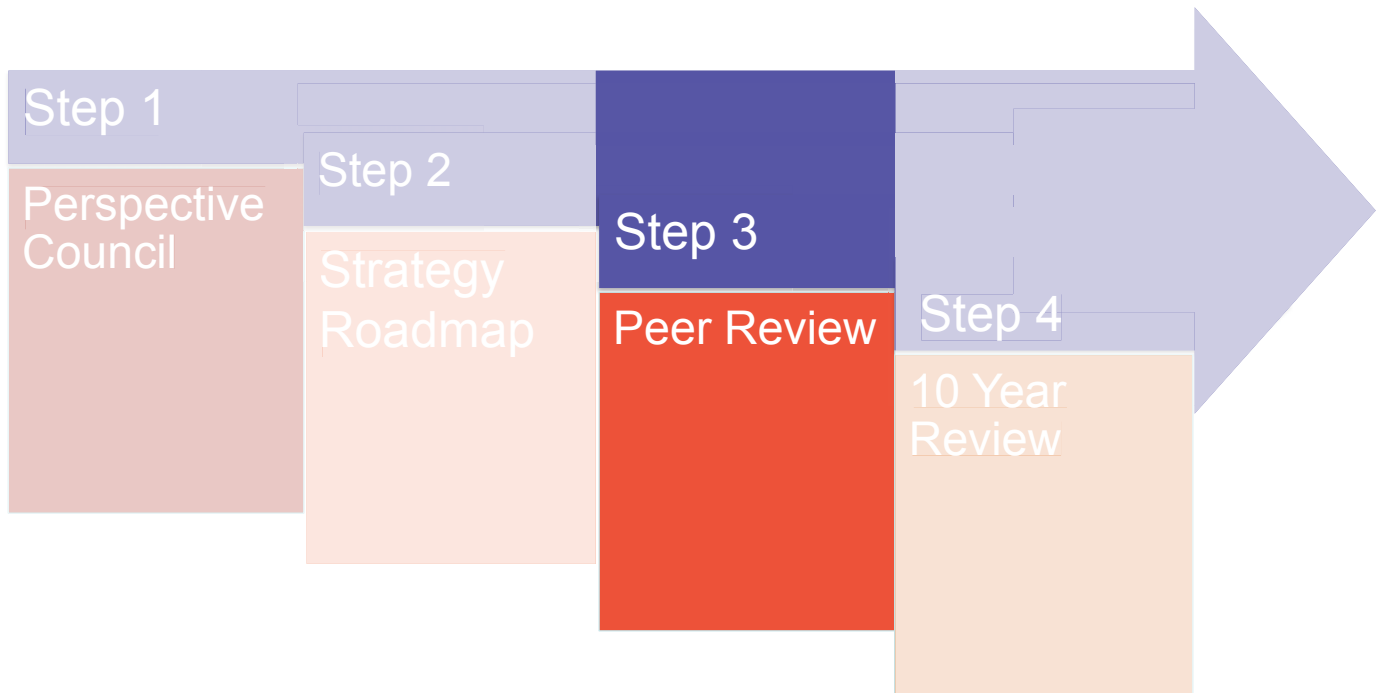 Step 1
Perspective
Council
Step 2
Strategy
Roadmap
Step 3
Peer Review
Step 4
10 Year
Review